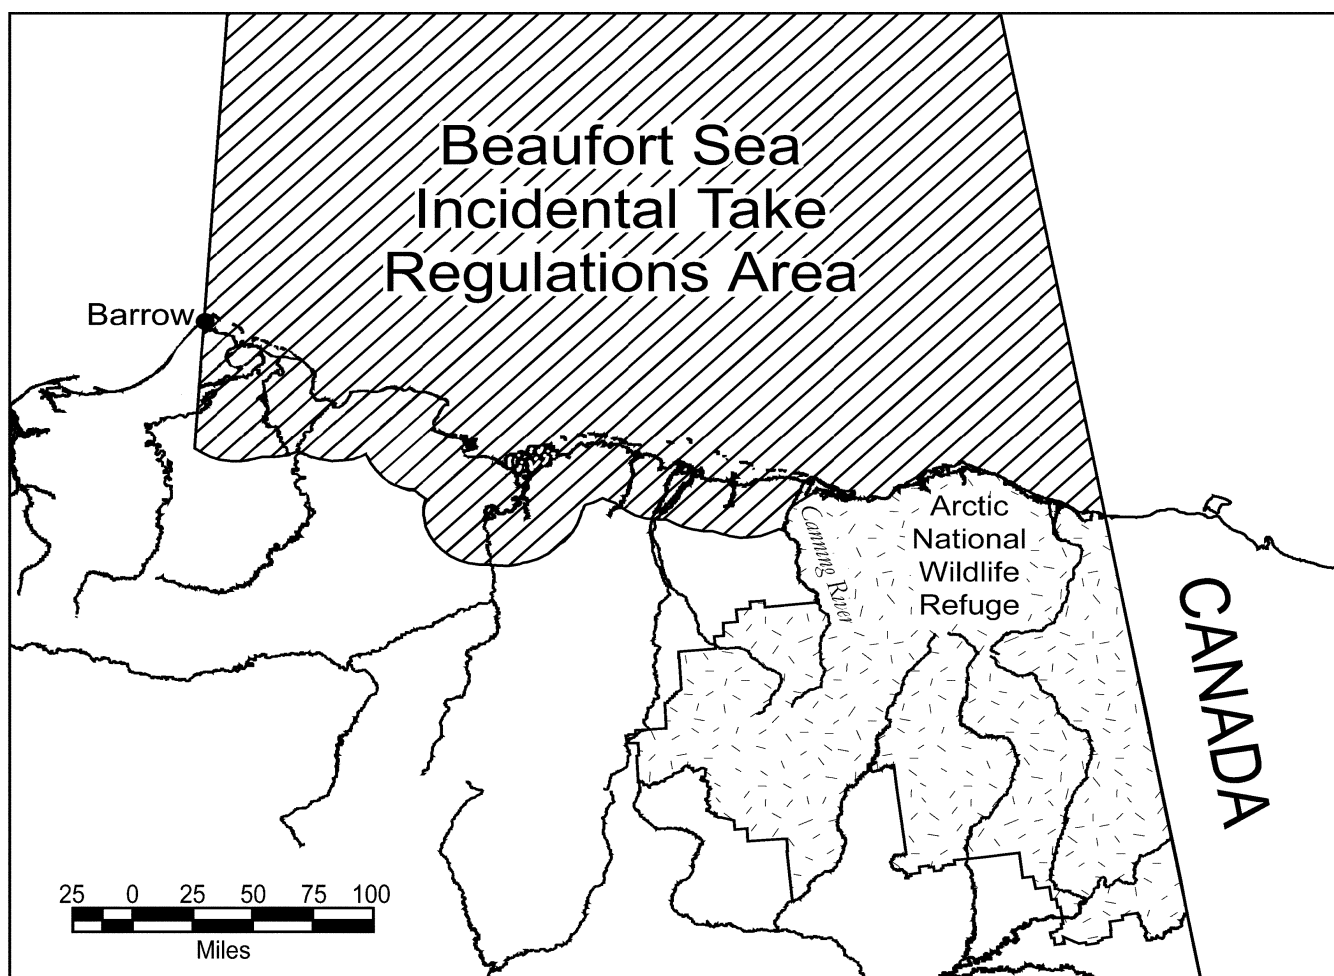 Beaufort Sea
Incidental Take
Regulations Area
Barrow
Arctic
National
Wildlife
Refuge
Canning River
CANADA
25 0 25 50 75 100
Miles